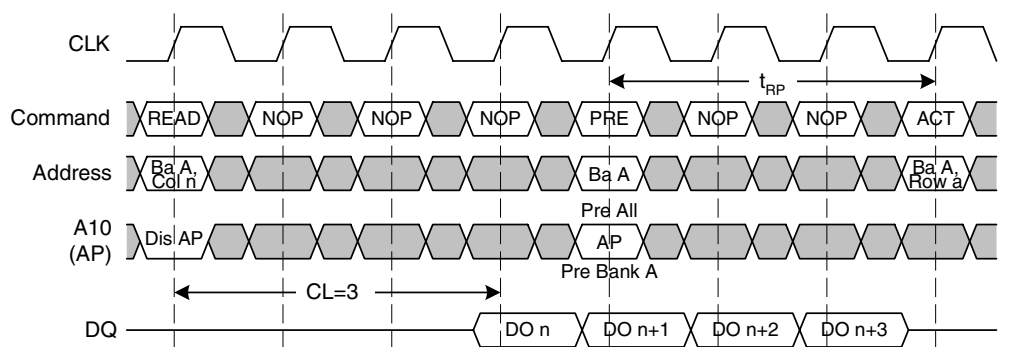 CLK
t_RP
Command READ NOP NOP NOP PRE NOP NOP ACT
Address Ba A, Col n Ba A Ba A, Row a
Pre All
A10 (AP) Dis AP AP
Pre Bank A
CL=3
DQ DO n DO n+1 DO n+2 DO n+3